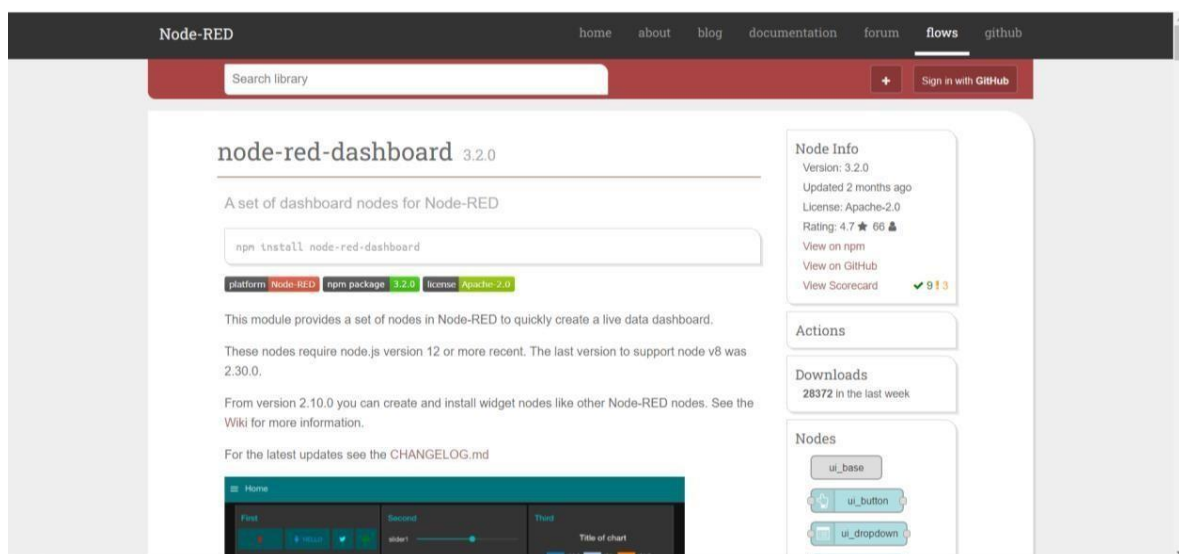 Node-RED
home about blog documentation forum flows github
Search library
+ Sign in with GitHub
node-red-dashboard 3.2.0
A set of dashboard nodes for Node-RED
npm install node-red-dashboard
platform Node-RED npm package 3.2.0 license Apache-2.0
This module provides a set of nodes in Node-RED to quickly create a live data dashboard.
These nodes require node.js version 12 or more recent. The last version to support node v8 was
2.30.0.
From version 2.10.0 you can create and install widget nodes like other Node-RED nodes. See the
Wiki for more information.
For the latest updates see the CHANGELOG.md
Home
First
HELLO
Second
slider1
Third
Title of chart
Node Info
Version: 3.2.0
Updated 2 months ago
License: Apache-2.0
Rating: 4.7 ★ 66
View on npm
View on GitHub
View Scorecard ✔ 9 ! 3
Actions
Downloads
28372 in the last week
Nodes
ui_base
ui_button
ui_dropdown